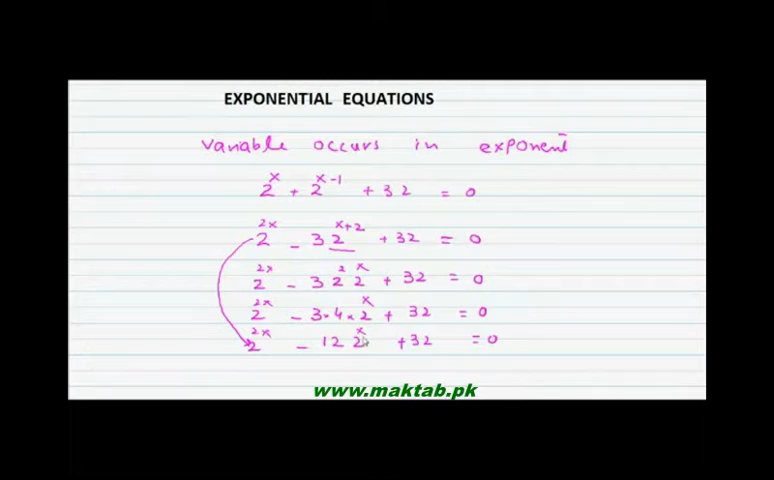 EXPONENTIAL EQUATIONS
Variable occurs in exponent
2^x + 2^(x-1) + 32 = 0
2^(2x) - 3 2^(x+2) + 32 = 0
2^(2x) - 3 2^2 2^x + 32 = 0
2^(2x) - 3 × 4 × 2^x + 32 = 0
2^(2x) - 12 2^x + 32 = 0
www.maktab.pk